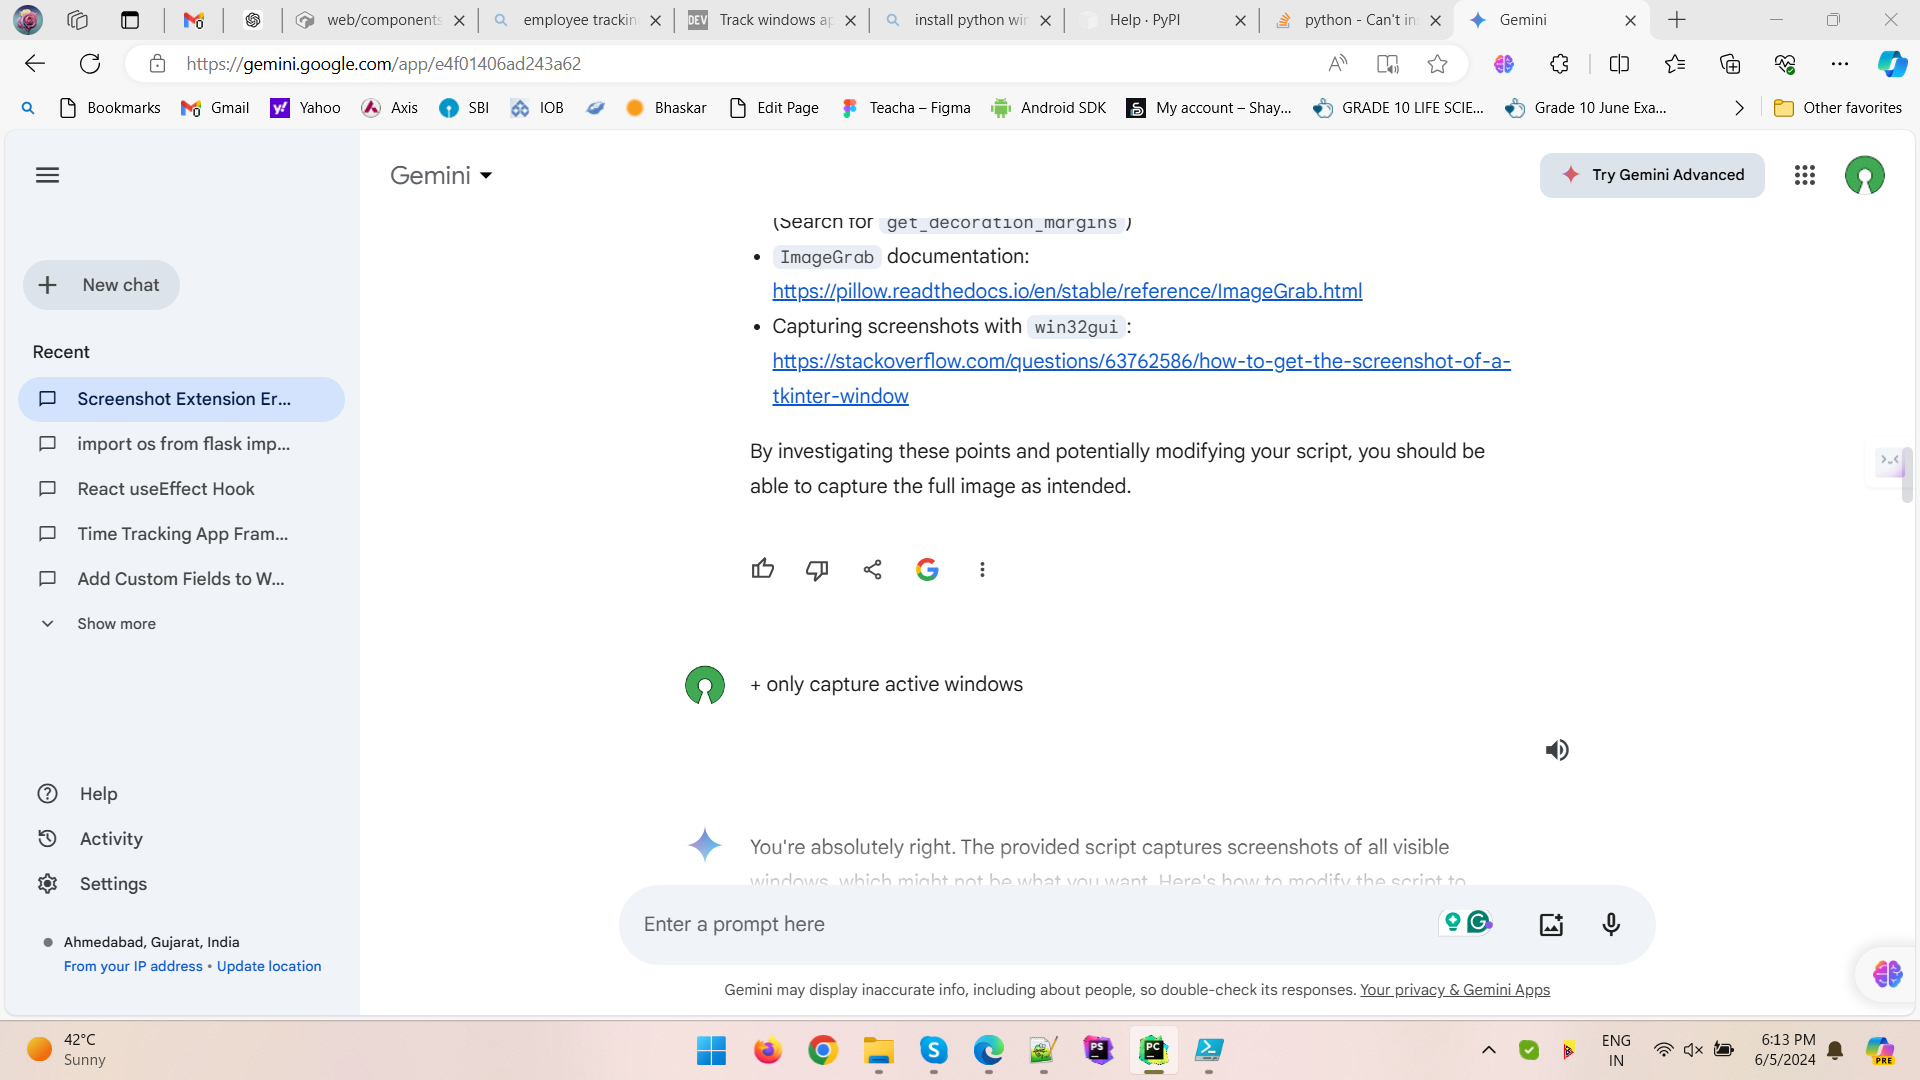 web/components
employee trackin
Track windows ap
install python win
Help · PyPI
python - Can't in
Gemini
https://gemini.google.com/app/e4f01406ad243a62
Bookmarks
Gmail
Yahoo
Axis
SBI
IOB
Bhaskar
Edit Page
Teacha – Figma
Android SDK
My account – Shay...
GRADE 10 LIFE SCIE...
Grade 10 June Exa...
Other favorites
Gemini
Try Gemini Advanced
New chat
Recent
Screenshot Extension Er...
import os from flask imp...
React useEffect Hook
Time Tracking App Fram...
Add Custom Fields to W...
Show more
Help
Activity
Settings
Ahmedabad, Gujarat, India
From your IP address • Update location
(Search for get_decoration_margins )
• ImageGrab documentation:
https://pillow.readthedocs.io/en/stable/reference/ImageGrab.html
• Capturing screenshots with win32gui :
https://stackoverflow.com/questions/63762586/how-to-get-the-screenshot-of-a-
tkinter-window
By investigating these points and potentially modifying your script, you should be
able to capture the full image as intended.
+ only capture active windows
You're absolutely right. The provided script captures screenshots of all visible
windows, which might not be what you want. Here's how to modify the script to
Enter a prompt here
Gemini may display inaccurate info, including about people, so double-check its responses. Your privacy & Gemini Apps
42°C
Sunny
ENG
IN
6:13 PM
6/5/2024
DEV
PS
PC
PRE